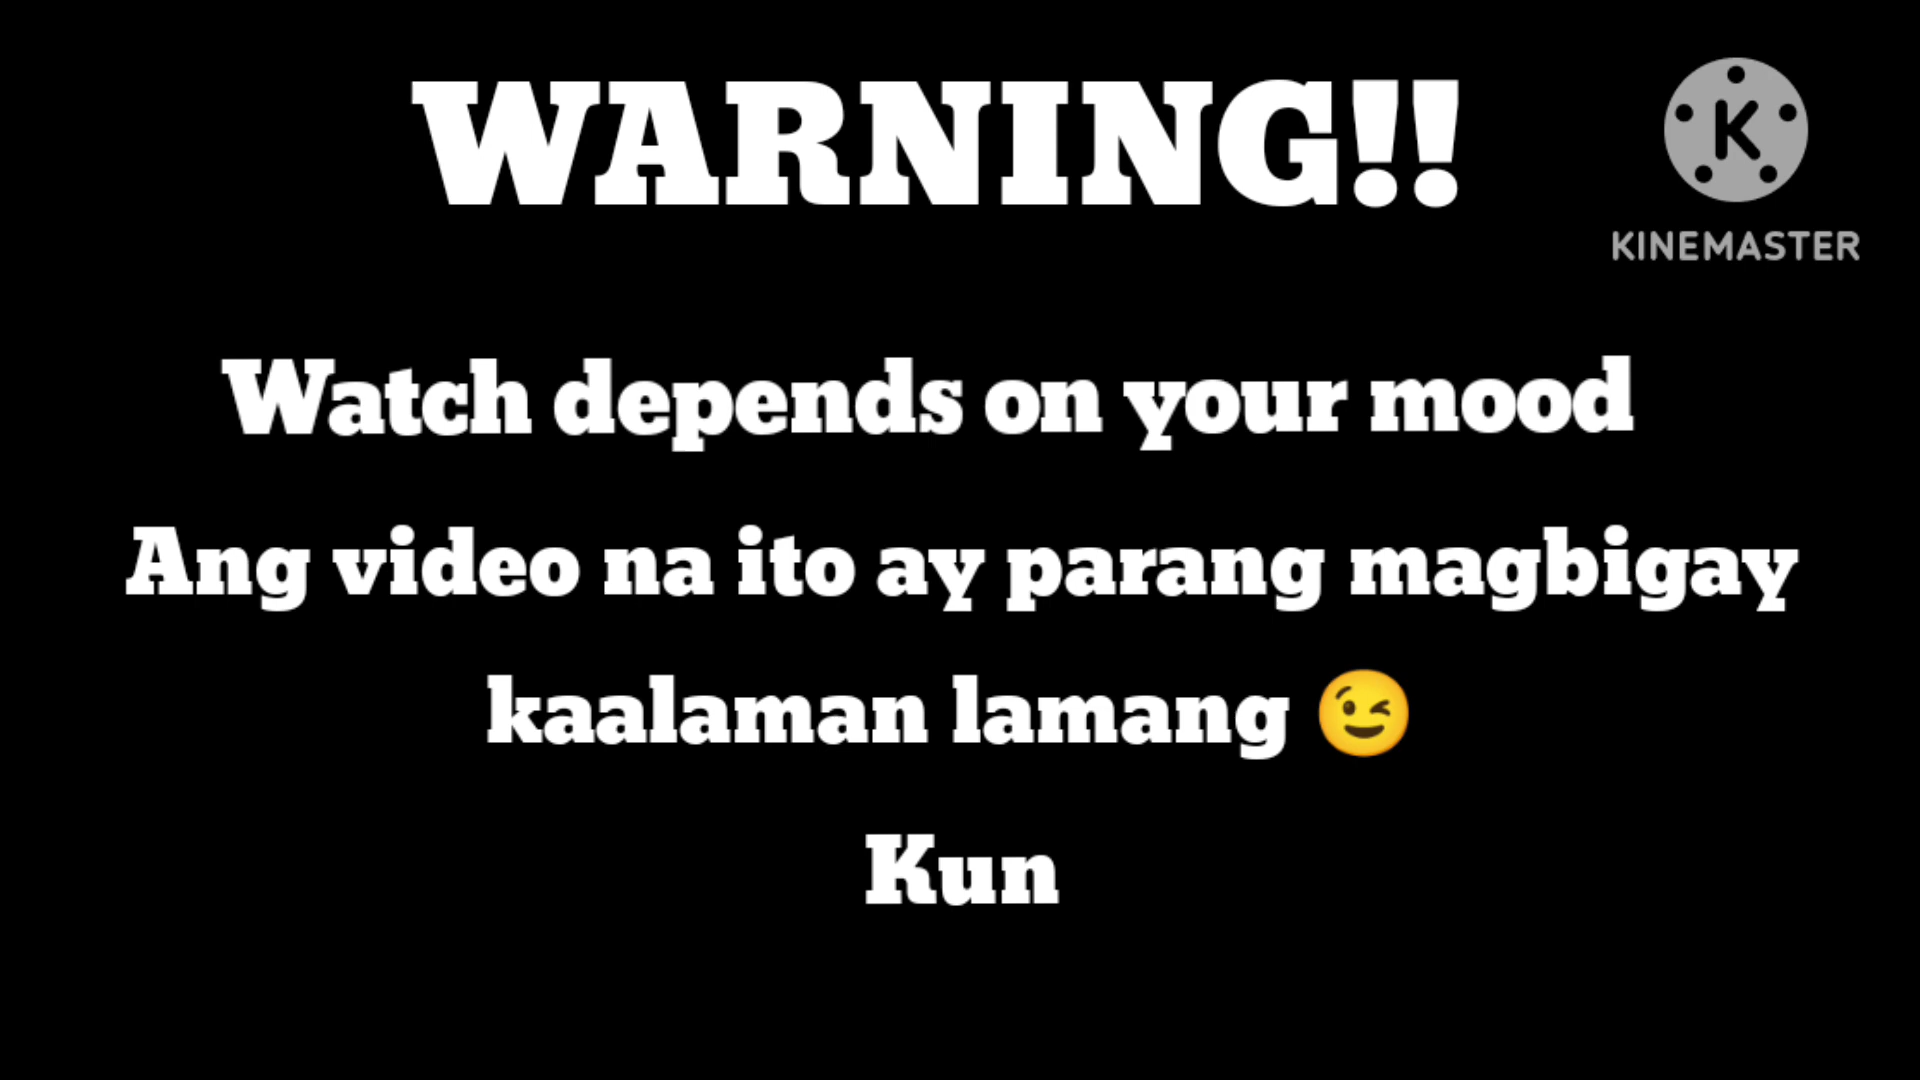 WARNING!!
KINEMASTER
Watch depends on your mood
Ang video na ito ay parang magbigay
kaalaman lamang 😉
Kun